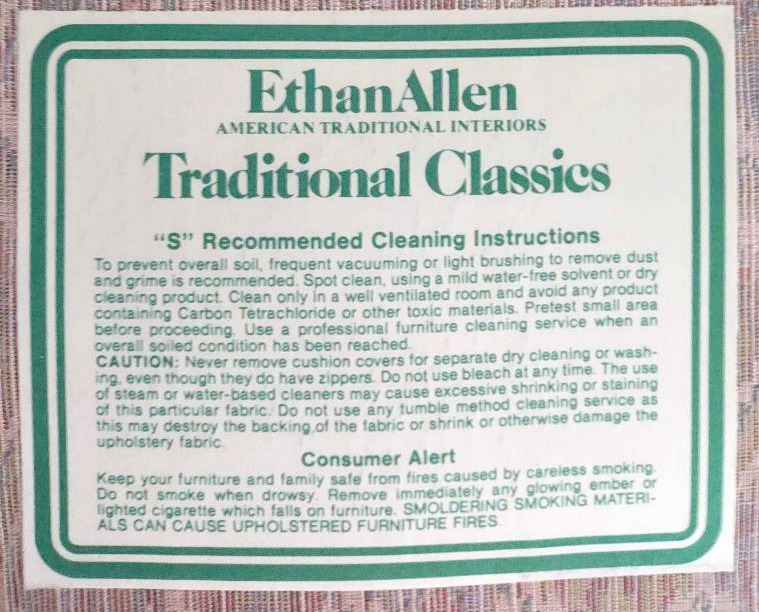 Ethan Allen
AMERICAN TRADITIONAL INTERIORS
Traditional Classics
"S" Recommended Cleaning Instructions
To prevent overall soil, frequent vacuuming or light brushing to remove dust
and grime is recommended. Spot clean, using a mild water-free solvent or dry
cleaning product. Clean only in a well ventilated room and avoid any product
containing Carbon Tetrachloride or other toxic materials. Pretest small area
before proceeding. Use a professional furniture cleaning service when an
overall soiled condition has been reached.
CAUTION: Never remove cushion covers for separate dry cleaning or wash-
ing, even though they do have zippers. Do not use bleach at any time. The use
of steam or water-based cleaners may cause excessive shrinking or staining
of this particular fabric. Do not use any tumble method cleaning service as
this may destroy the backing of the fabric or shrink or otherwise damage the
upholstery fabric.
Consumer Alert
Keep your furniture and family safe from fires caused by careless smoking.
Do not smoke when drowsy. Remove immediately any glowing ember or
lighted cigarette which falls on furniture. SMOLDERING SMOKING MATERI-
ALS CAN CAUSE UPHOLSTERED FURNITURE FIRES.